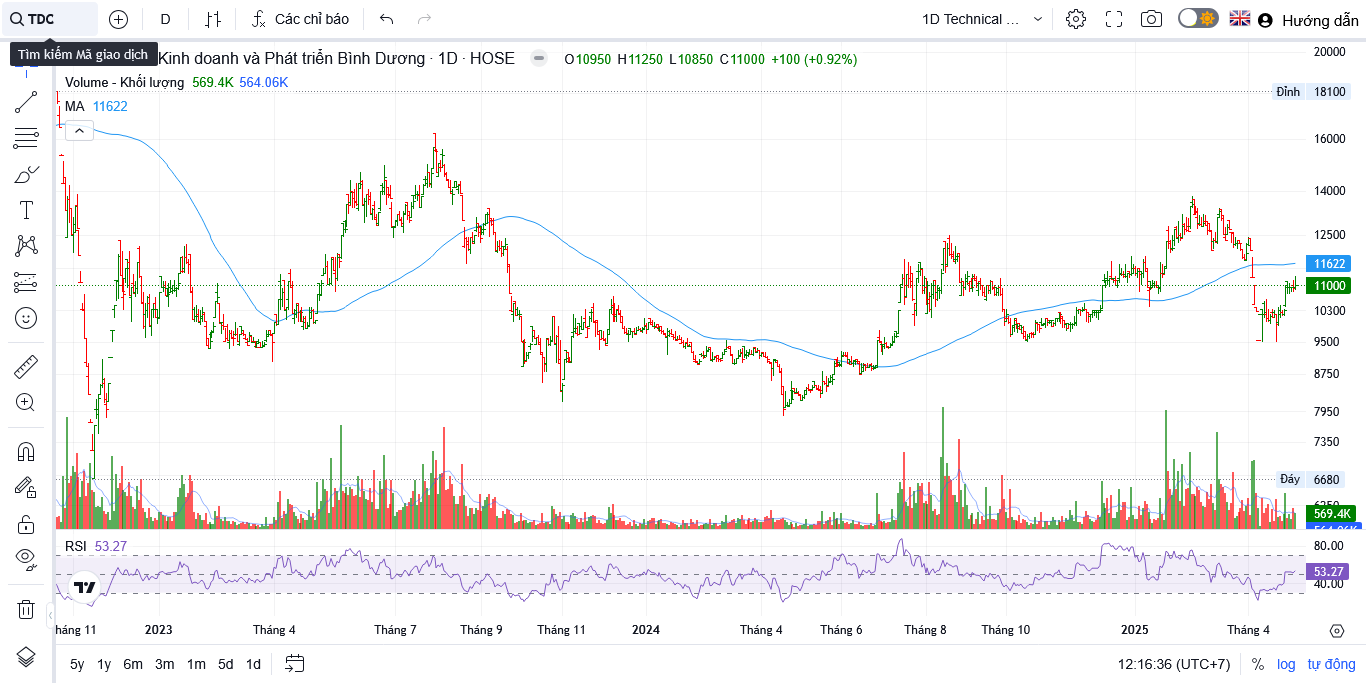 TDC D Các chỉ báo 1D Technical ... Hướng dẫn
Tìm kiếm Mã giao dịch
Kinh doanh và Phát triển Bình Dương · 1D · HOSE O10950 H11250 L10850 C11000 +100 (+0.92%)
Volume - Khối lượng 569.4K 564.06K
MA 11622
20000
Đỉnh 18100
16000
14000
12500
11622
11000
10300
9500
8750
7950
7350
Đáy 6680
569.4K
RSI 53.27
80.00
53.27
40.00
háng 11 2023 Tháng 4 Tháng 7 Tháng 9 Tháng 11 2024 Tháng 4 Tháng 6 Tháng 8 Tháng 10 2025 Tháng 4
5y 1y 6m 3m 1m 5d 1d 12:16:36 (UTC+7) % log tự động